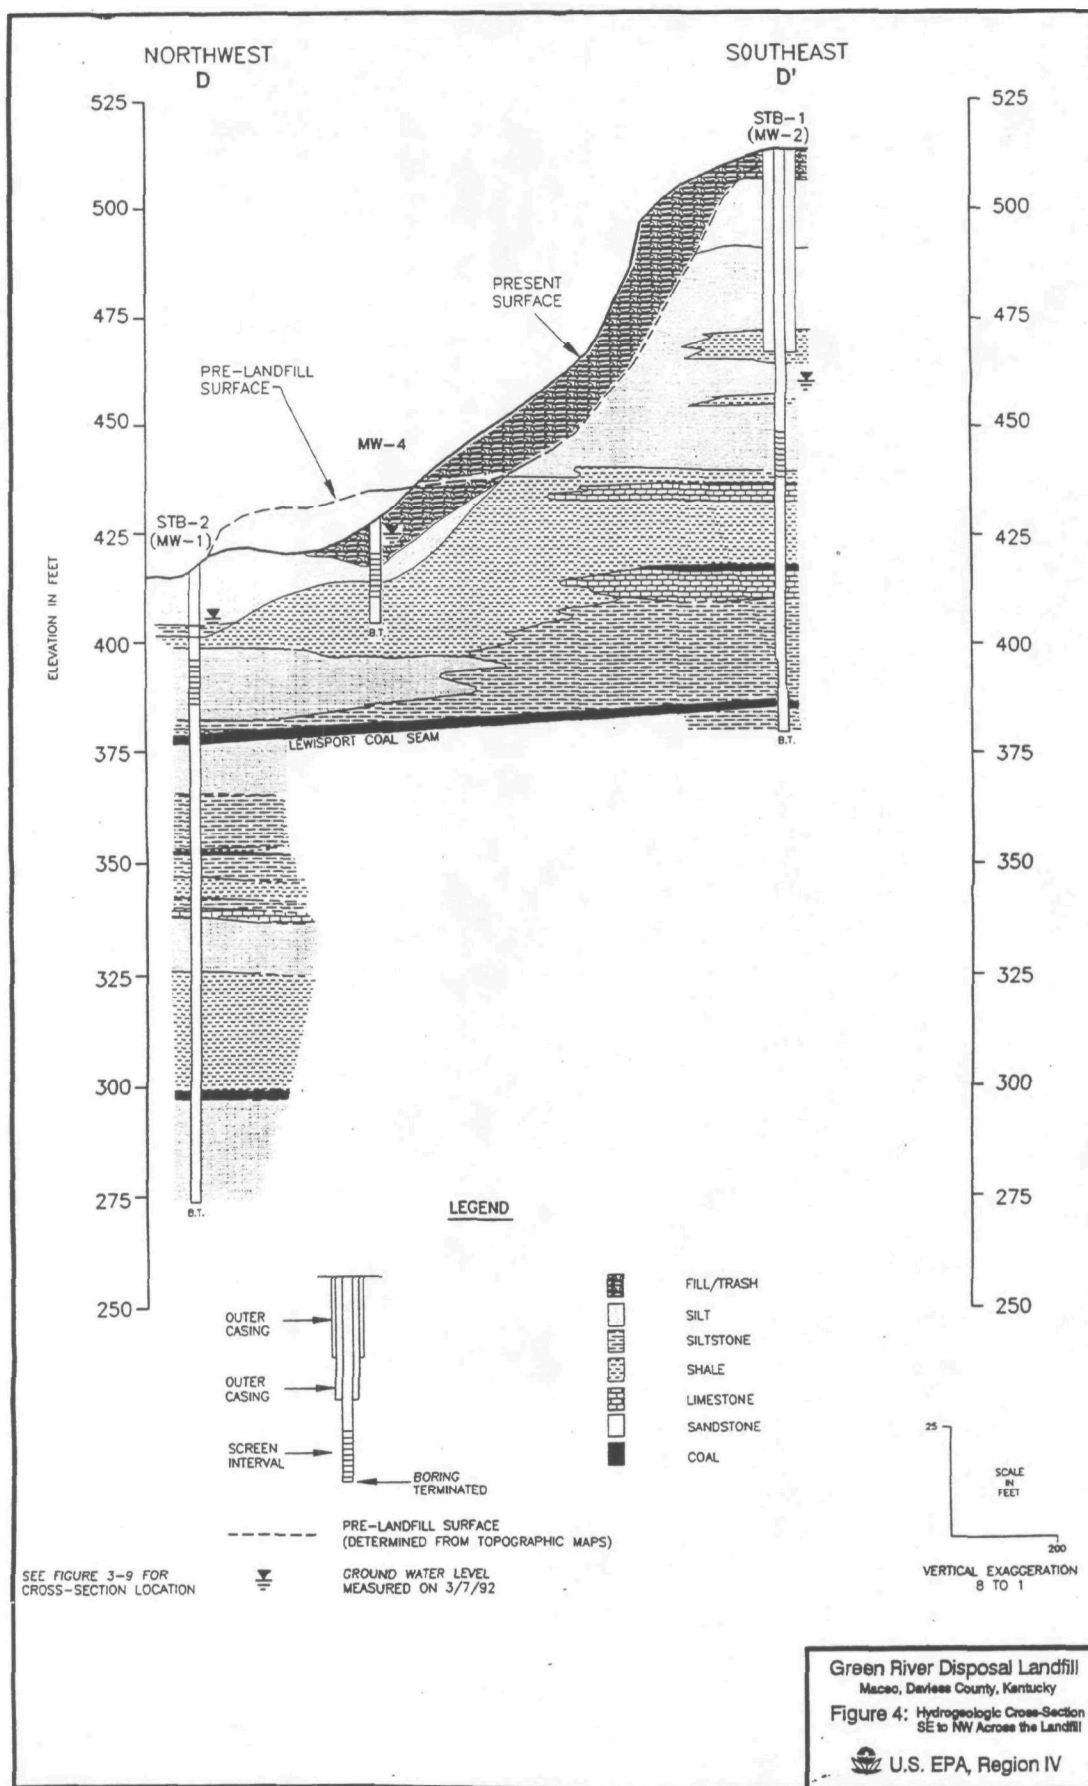 NORTHWEST
D
SOUTHEAST
D'
525
500
475
450
425
400
375
350
325
300
275
250
525
500
475
450
425
400
375
350
325
300
275
250
ELEVATION IN FEET
STB-1
(MW-2)
PRESENT
SURFACE
PRE-LANDFILL
SURFACE
MW-4
STB-2
(MW-1)
B.T.
LEWISPORT COAL SEAM
B.T.
B.T.
LEGEND
OUTER
CASING
OUTER
CASING
SCREEN
INTERVAL
BORING
TERMINATED
FILL/TRASH
SILT
SILTSTONE
SHALE
LIMESTONE
SANDSTONE
COAL
25
SCALE
IN
FEET
200
VERTICAL EXAGGERATION
8 TO 1
PRE-LANDFILL SURFACE
(DETERMINED FROM TOPOGRAPHIC MAPS)
SEE FIGURE 3-9 FOR
CROSS-SECTION LOCATION
GROUND WATER LEVEL
MEASURED ON 3/7/92
Green River Disposal Landfill
Maceo, Daviess County, Kentucky
Figure 4: Hydrogeologic Cross-Section
SE to NW Across the Landfill
U.S. EPA, Region IV